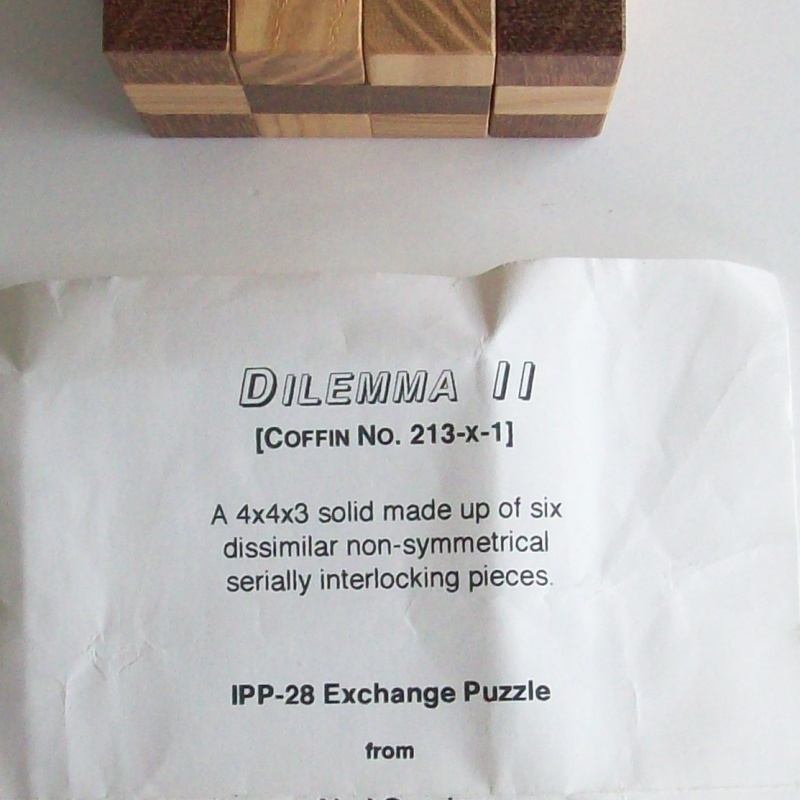 DILEMMA II
[COFFIN NO. 213-X-1]
A 4x4x3 solid made up of six
dissimilar non-symmetrical
serially interlocking pieces.
IPP-28 Exchange Puzzle
from